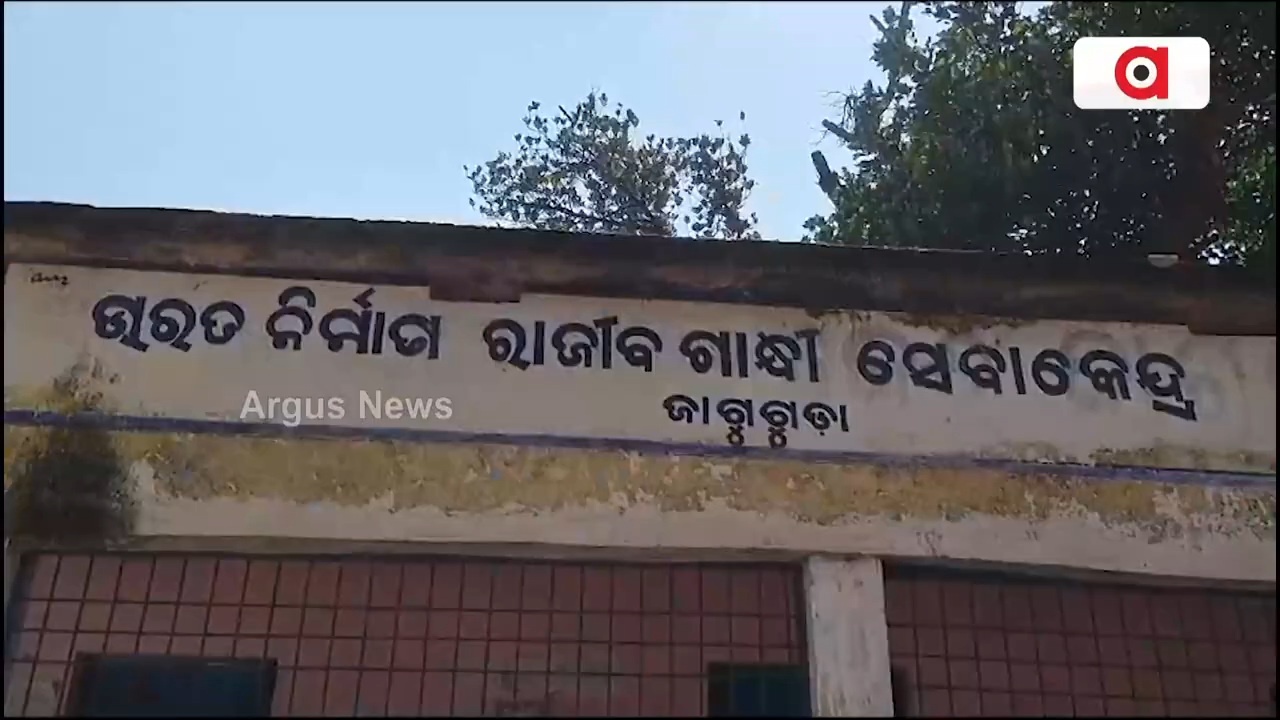 ଭାରତ ନିର୍ମାଣ ରାଜୀବ ଗାନ୍ଧୀ ସେବାକେନ୍ଦ୍ର
ଜାଗୁଗୁଡ଼ା
Argus News
a